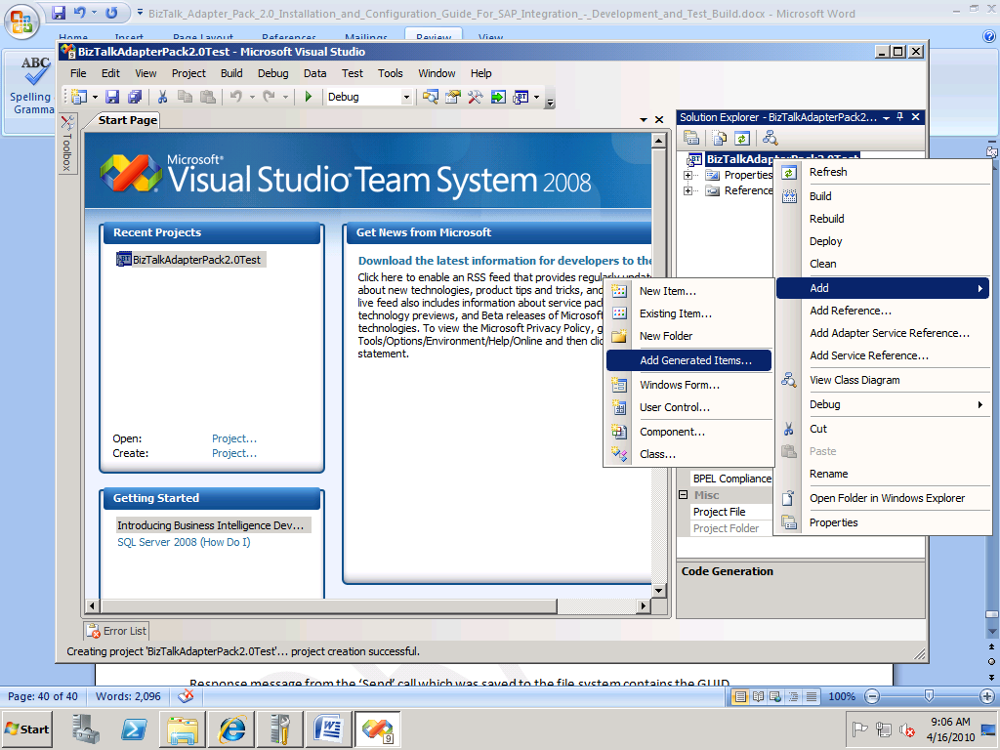 BizTalk_Adapter_Pack_2.0_Installation_and_Configuration_Guide_For_SAP_Integration_-_Development_and_Test_Build.docx - Microsoft Word
Home Insert Page Layout References Mailings Review View
ABC
Spelling
Gramma
BizTalkAdapterPack2.0Test - Microsoft Visual Studio
File Edit View Project Build Debug Data Test Tools Window Help
Debug
Toolbox
Start Page
Microsoft®
Visual Studio Team System 2008
Recent Projects
BizTalkAdapterPack2.0Test
Open: Project...
Create: Project...
Getting Started
Introducing Business Intelligence Dev...
SQL Server 2008 (How Do I)
Get News from Microsoft
Download the latest information for developers to the
Click here to enable an RSS feed that provides regularly updat
about new technologies, product tips and tricks, and
live feed also includes information about service pac
technology previews, and Beta releases of Microsof
technologies. To view the Microsoft Privacy Policy, g
Tools/Options/Environment/Help/Online and then clic
statement.
Solution Explorer - BizTalkAdapterPack2...
BizTalkAdapterPack2.0Test
Properties
Reference
Refresh
Build
Rebuild
Deploy
Clean
Add
Add Reference...
Add Adapter Service Reference...
Add Service Reference...
View Class Diagram
Debug
Cut
Paste
Rename
Open Folder in Windows Explorer
Properties
New Item...
Existing Item...
New Folder
Add Generated Items...
Windows Form...
User Control...
Component...
Class...
BPEL Compliance
Misc
Project File
Project Folder
Code Generation
Error List
Creating project 'BizTalkAdapterPack2.0Test'... project creation successful.
Response message from the 'Send' call which was saved to the file system contains the GUID
Page: 40 of 40 Words: 2,096 100%
Start
9
9:06 AM
4/16/2010